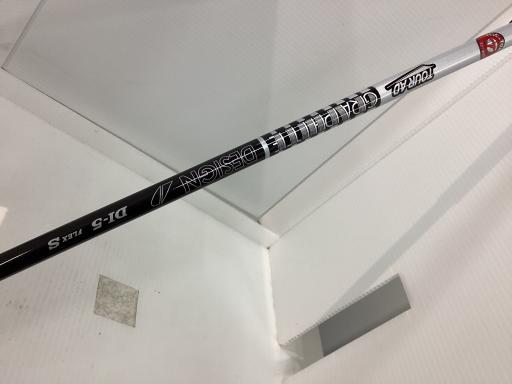 TOUR AD
GRAPHITE
DESIGN
DI-5 FLEX S